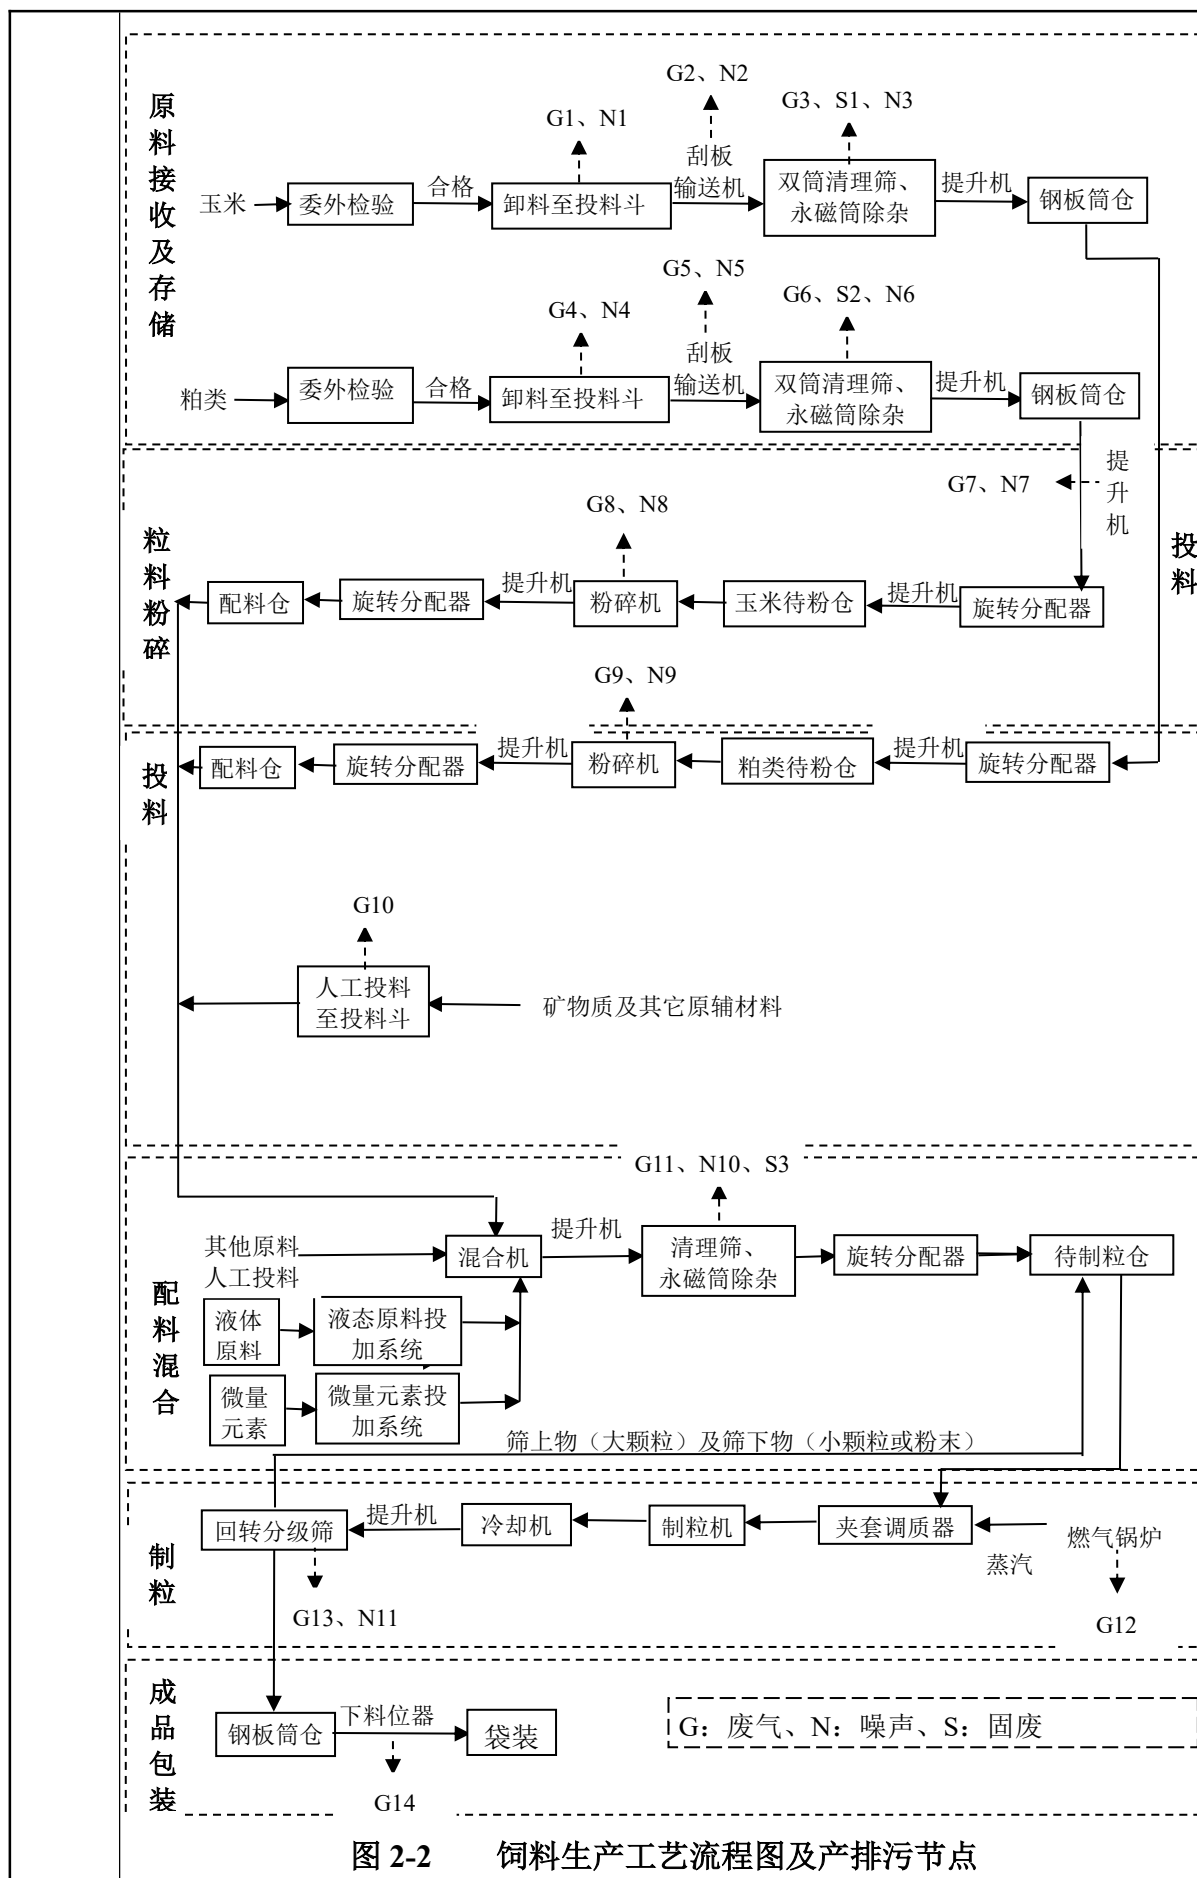 原料接收及存储
G2、N2
G3、S1、N3
G1、N1
刮板
输送机
玉米
委外检验
合格
卸料至投料斗
双筒清理筛、
永磁筒除杂
提升机
钢板筒仓
G5、N5
G6、S2、N6
G4、N4
刮板
输送机
粕类
委外检验
合格
卸料至投料斗
双筒清理筛、
永磁筒除杂
提升机
钢板筒仓
粒料粉碎
G7、N7
提升机
投料
G8、N8
配料仓
旋转分配器
提升机
粉碎机
玉米待粉仓
提升机
旋转分配器
G9、N9
投料
配料仓
旋转分配器
提升机
粉碎机
粕类待粉仓
提升机
旋转分配器
G10
人工投料
至投料斗
矿物质及其它原辅材料
配料混合
G11、N10、S3
其他原料
人工投料
混合机
提升机
清理筛、
永磁筒除杂
旋转分配器
待制粒仓
液体
原料
液态原料投
加系统
微量
元素
微量元素投
加系统
筛上物（大颗粒）及筛下物（小颗粒或粉末）
制粒
回转分级筛
提升机
冷却机
制粒机
夹套调质器
蒸汽
燃气锅炉
G13、N11
G12
成品包装
钢板筒仓
下料位器
袋装
G14
G：废气、N：噪声、S：固废
图 2-2 饲料生产工艺流程图及产排污节点